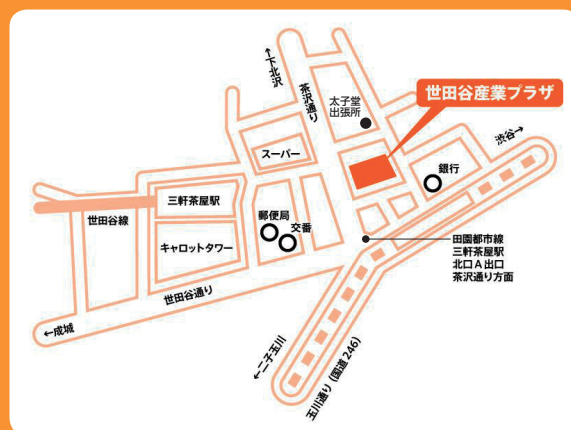 ←下北沢
茶沢通り
太子堂
出張所
世田谷産業プラザ
渋谷→
スーパー
銀行
三軒茶屋駅
世田谷線
郵便局
交番
キャロットタワー
田園都市線
三軒茶屋駅
北口A出口
茶沢通り方面
世田谷通り
←成城
←二子玉川
玉川通り(国道246)